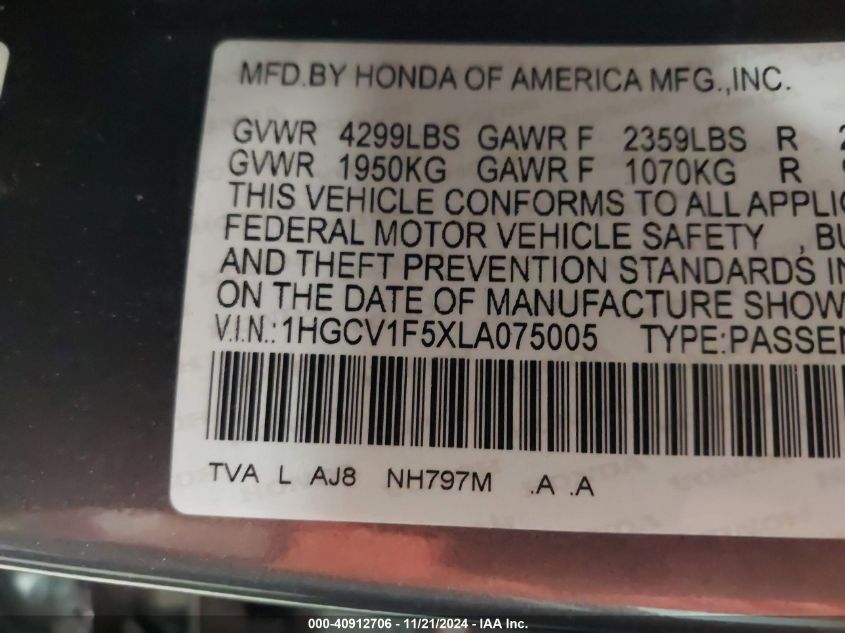 MFD.BY HONDA OF AMERICA MFG.,INC.
GVWR 4299LBS GAWR F 2359LBS R
GVWR 1950KG GAWR F 1070KG R
THIS VEHICLE CONFORMS TO ALL APPLIC
FEDERAL MOTOR VEHICLE SAFETY , BU
AND THEFT PREVENTION STANDARDS IN
ON THE DATE OF MANUFACTURE SHOW
V.I.N.:1HGCV1F5XLA075005 TYPE:PASSEN
TVA L AJ8 NH797M .A .A
000-40912706 - 11/21/2024 - IAA Inc.